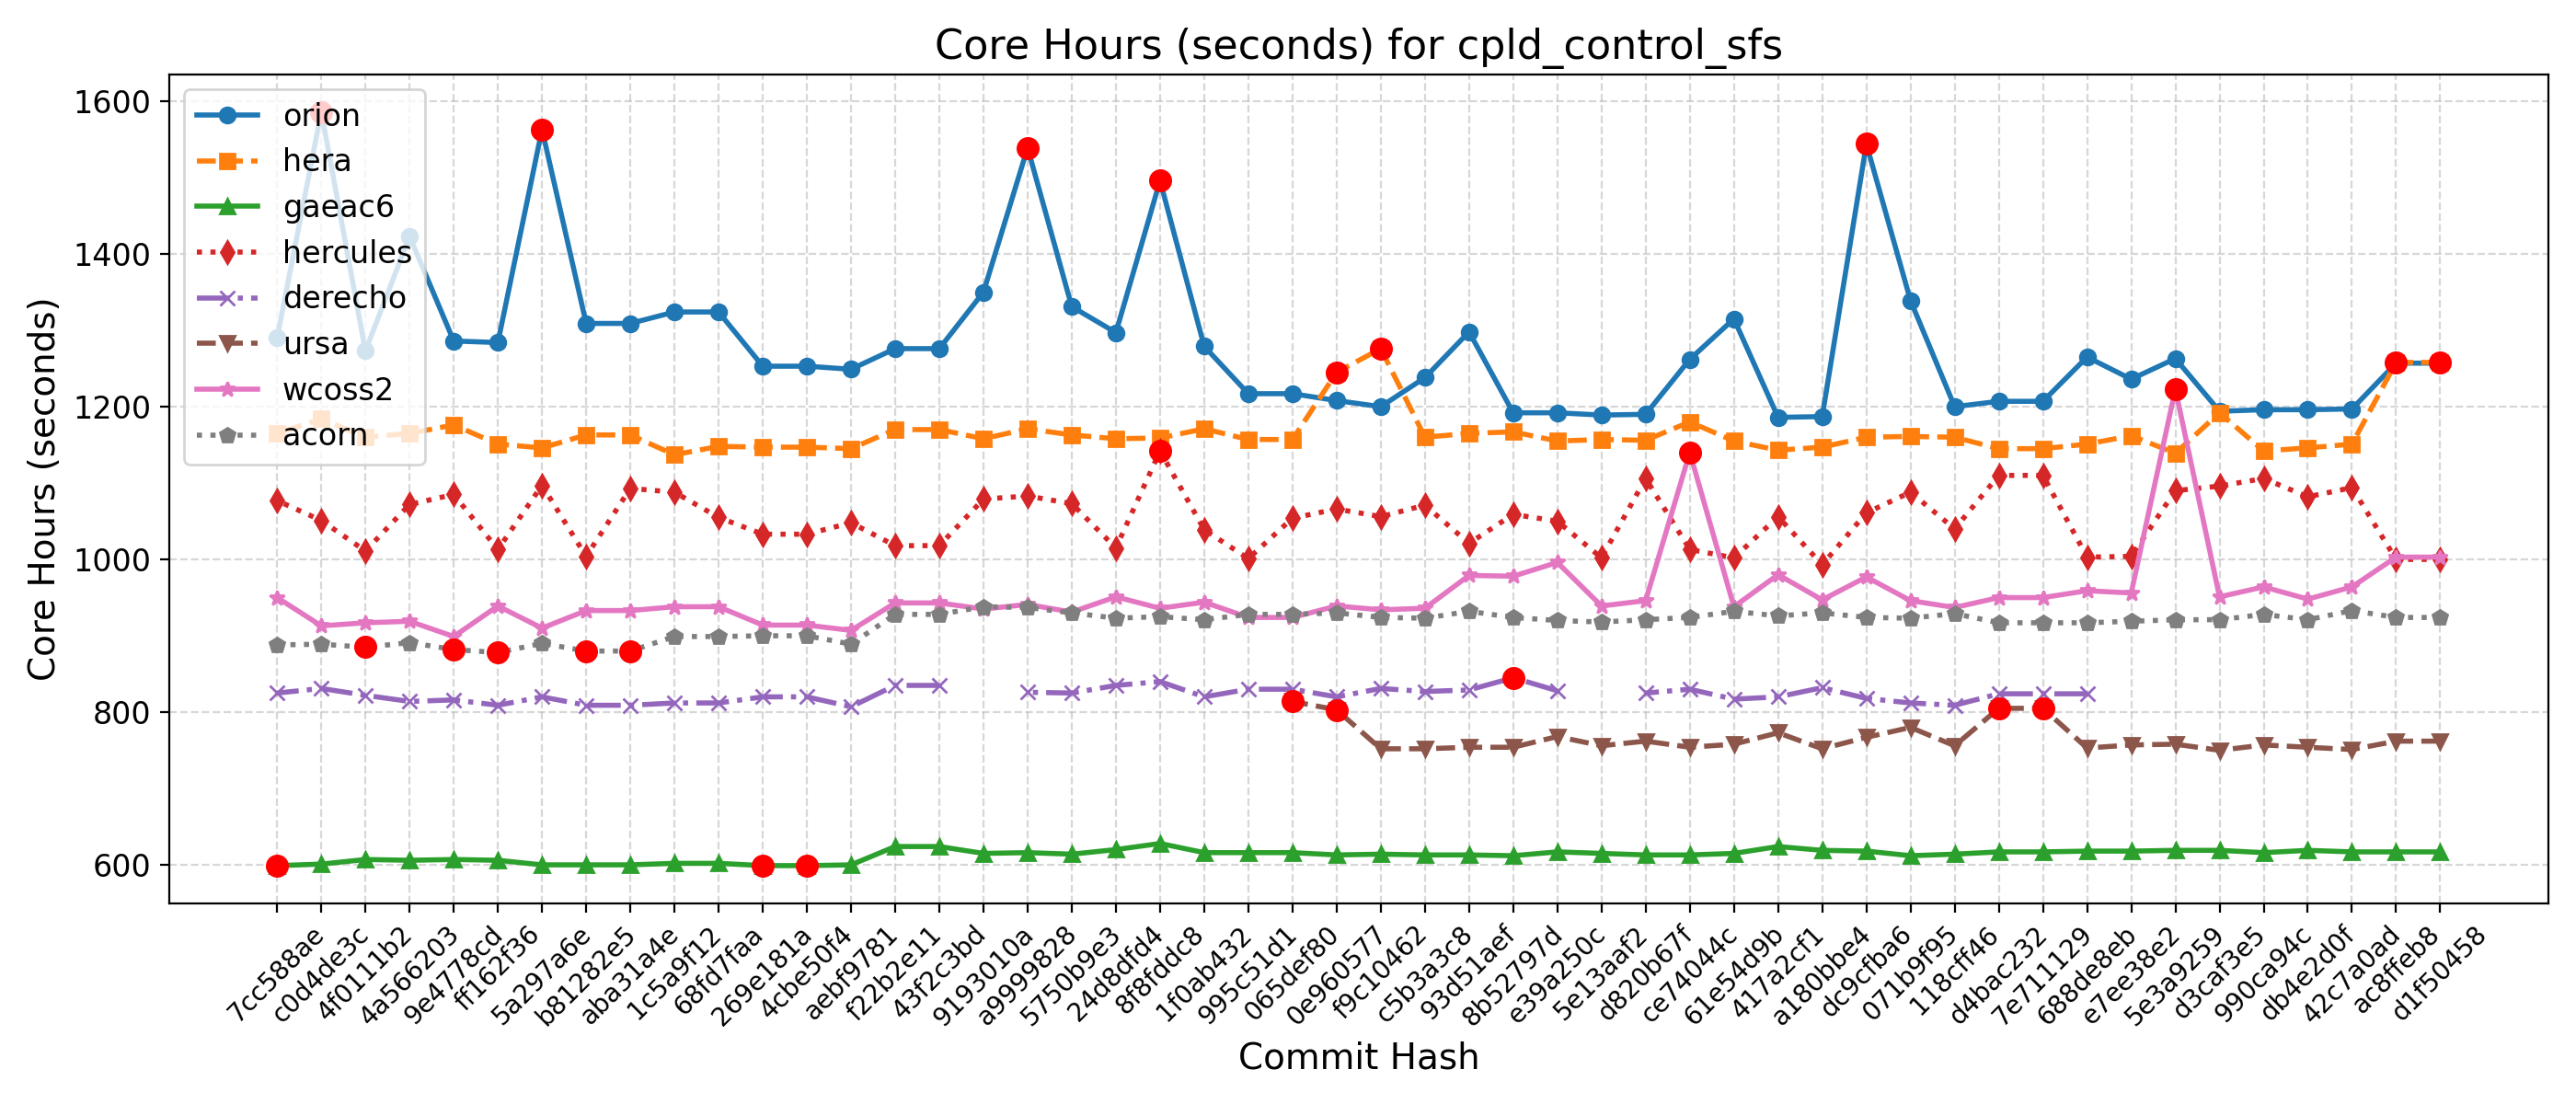 Core Hours (seconds) for cpld_control_sfs
Core Hours (seconds)
1600
1400
1200
1000
800
600
orion
hera
gaeac6
hercules
derecho
ursa
wcoss2
acorn
7cc588ae
c0d4de3c
4f0111b2
4a566203
9e4778cd
ff162f36
5a297a6e
b81282e5
aba31a4e
1c5a9f12
68fd7faa
269e181a
4cbe50f4
aebf9781
f22b2e11
43f2c3bd
9193010a
a9999828
5750b9e3
24d8dfd4
8f8fddc8
1f0ab432
995c51d1
065def80
0e960577
f9c10462
c5b3a3c8
93d51aef
8b52797d
e39a250c
5e13aaf2
d820b67f
ce74044c
61e54d9b
417a2cf1
a180bbe4
dc9cfba6
071b9f95
118cff46
d4bac232
7e711129
688de8eb
e7ee38e2
5e3a9259
d3caf3e5
990ca94c
db4e2d0f
42c7a0ad
ac8ffeb8
d1f50458
Commit Hash